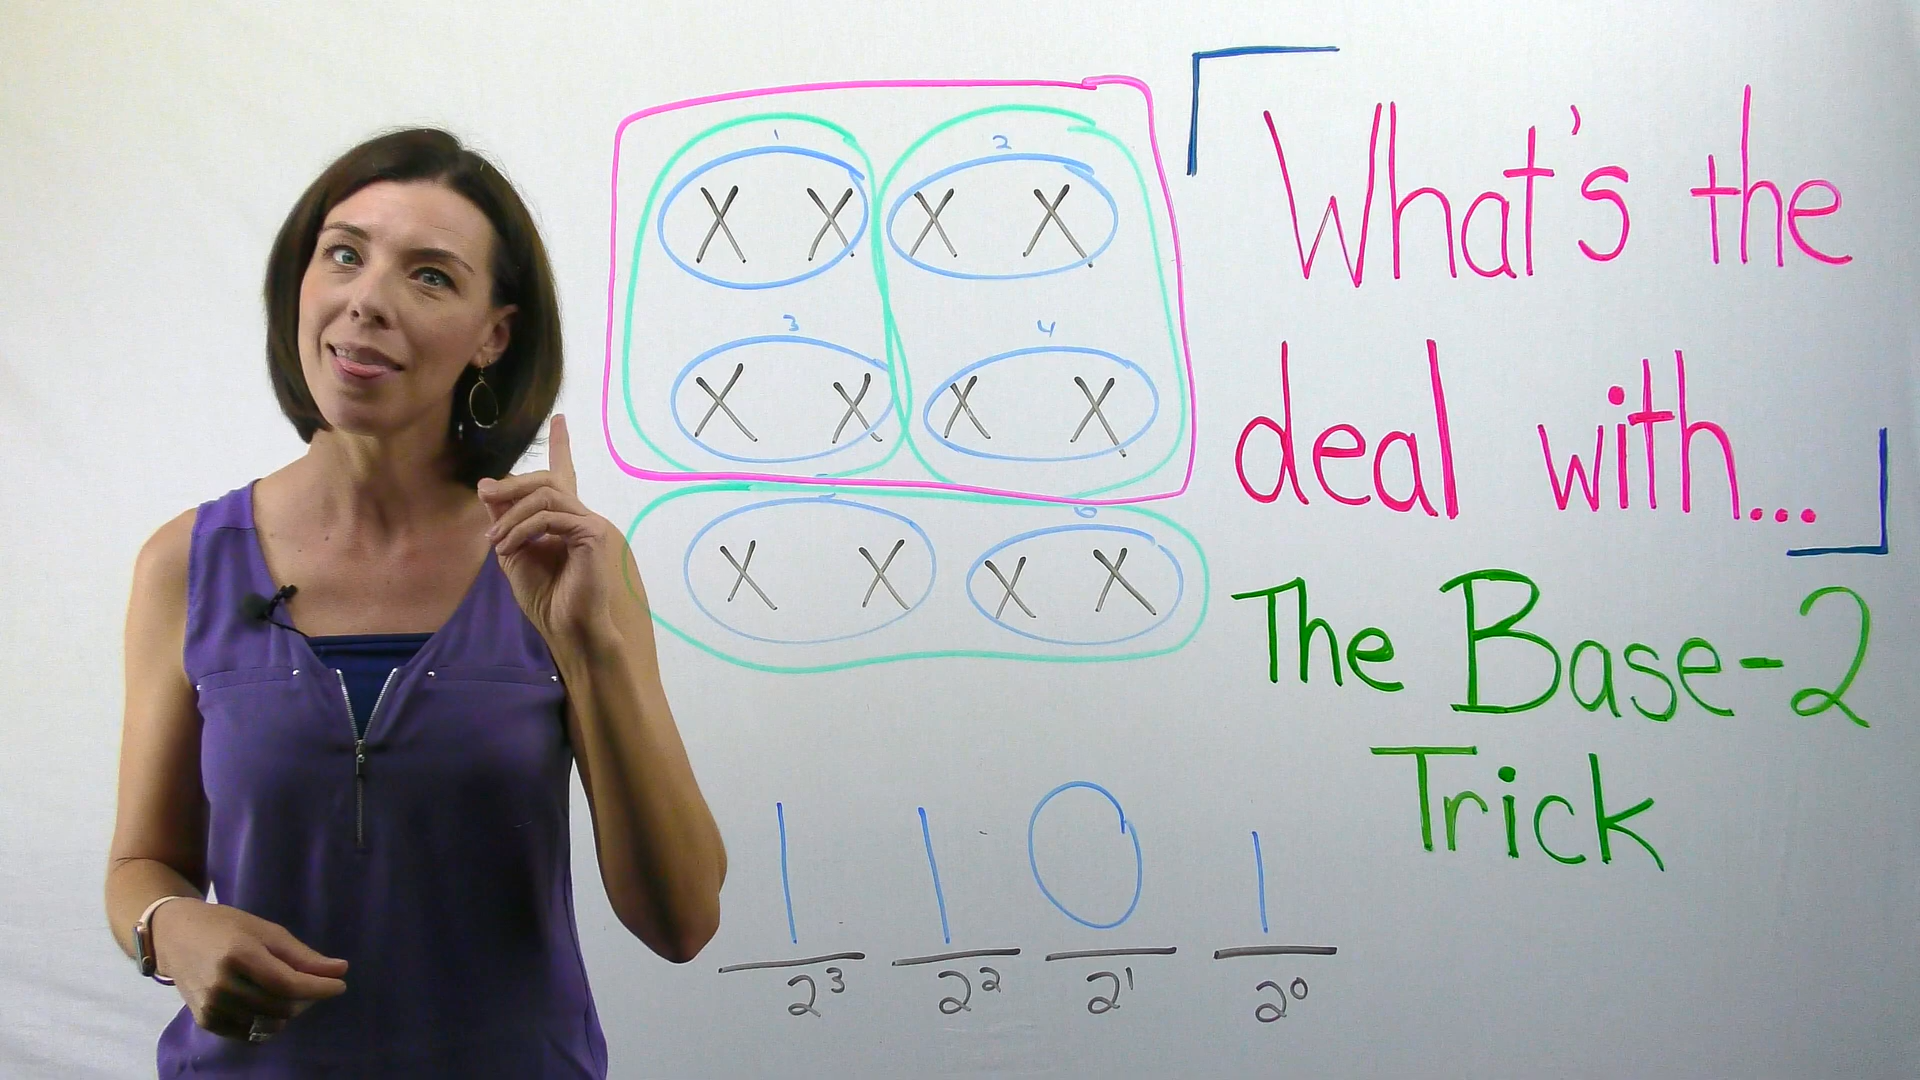 What's the
deal with...
The Base-2
Trick
1 2
X X X X
3 4
X X X X
6
X X X X
1 1 0 1
2³ 2² 2¹ 2⁰